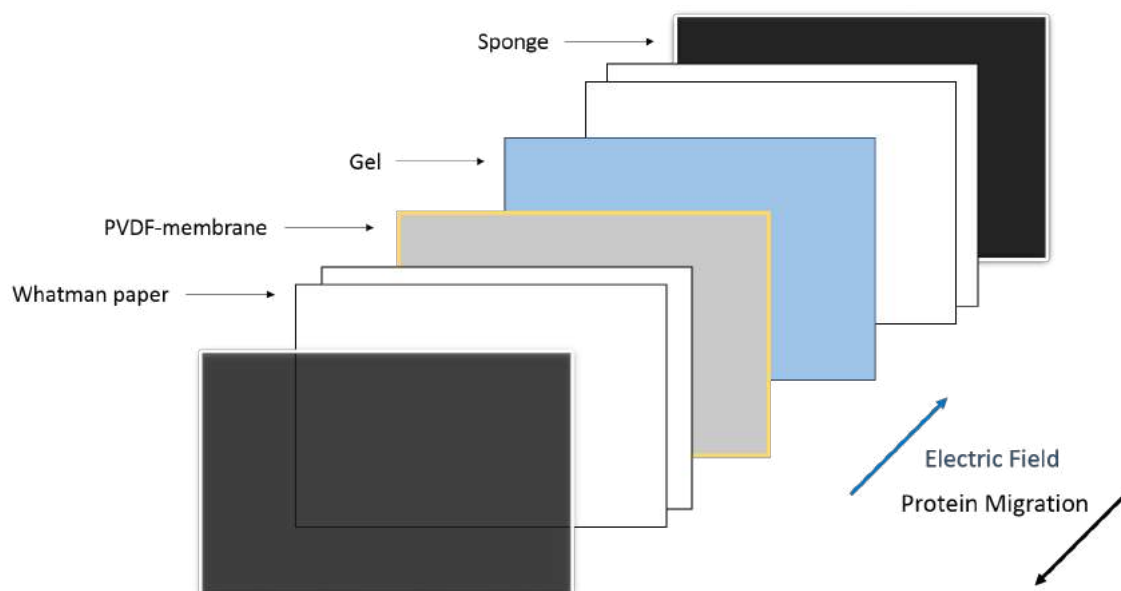 Sponge
Gel
PVDF-membrane
Whatman paper
Electric Field
Protein Migration